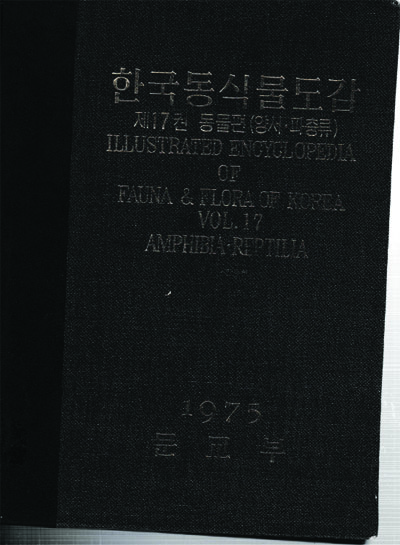 한국동식물도감
제17권 동물편(양서·파충류)
ILLUSTRATED ENCYCLOPEDIA
OF
FAUNA & FLORA OF KOREA
VOL. 17
AMPHIBIA·REPTILIA
1975
문교부